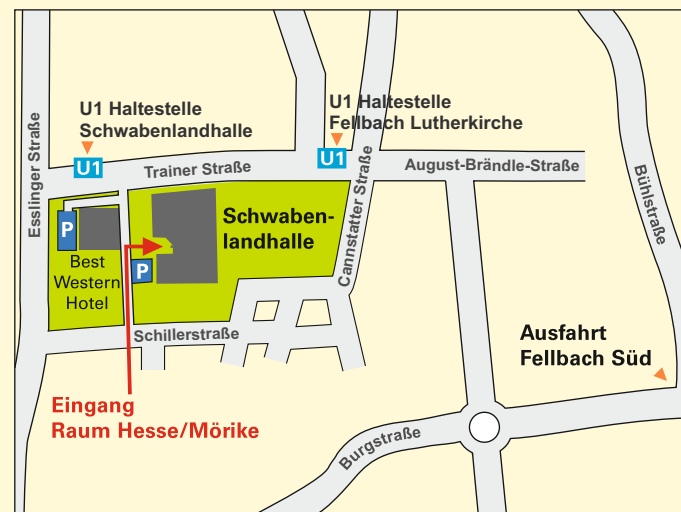 U1 Haltestelle
Schwabenlandhalle
U1
U1 Haltestelle
Fellbach Lutherkirche
U1
Esslinger Straße
Trainer Straße
Cannstatter Straße
August-Brändle-Straße
Bühlstraße
P
Best
Western
Hotel
P
Schwaben-
landhalle
Schillerstraße
Ausfahrt
Fellbach Süd
Eingang
Raum Hesse/Mörike
Burgstraße